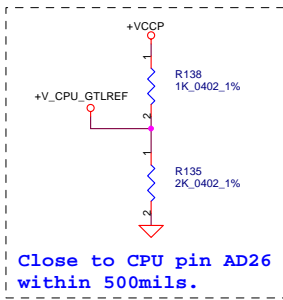 +VCCP
1
R138
1K_0402_1%
+V_CPU_GTLREF
2
1
R135
2K_0402_1%
2
Close to CPU pin AD26
within 500mils.